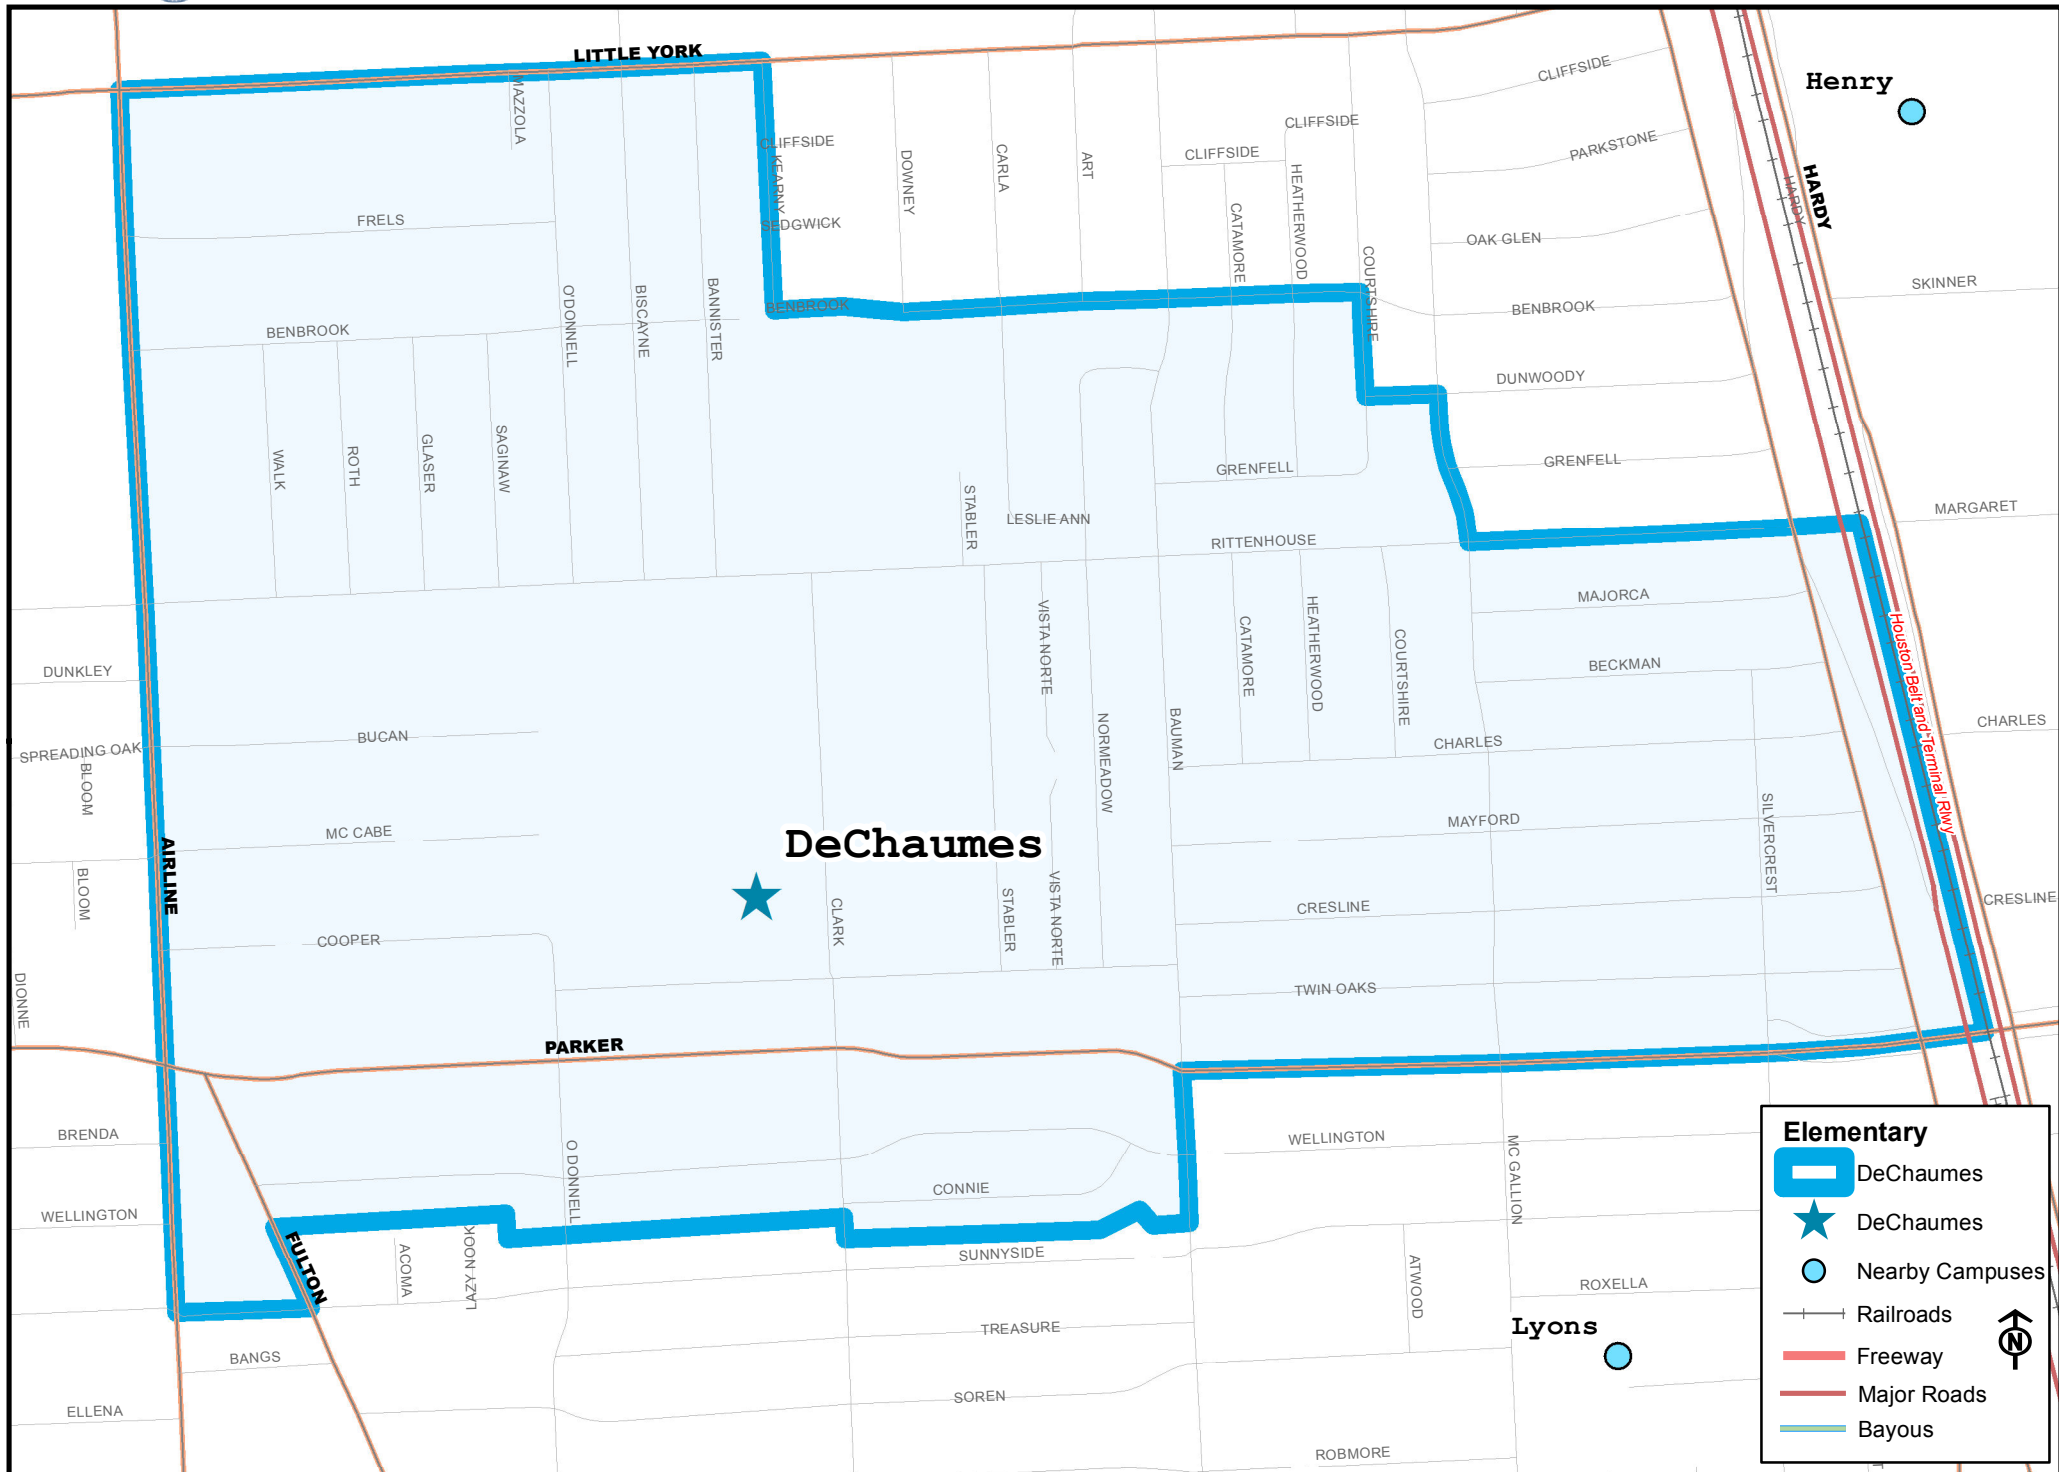 LITTLE YORK
CLIFFSIDE
Henry
MAZZOLA
CLIFFSIDE
KEARNY
DOWNEY
CARLA
ART
CLIFFSIDE
CLIFFSIDE
PARKSTONE
HARDY
HARDY
FRELS
SEDGWICK
CATAMORE
HEATHERWOOD
COURTSHIRE
OAK GLEN
SKINNER
BENBROOK
O'DONNELL
BISCAYNE
BANNISTER
BENBROOK
BENBROOK
DUNWOODY
WALK
ROTH
GLASER
SAGINAW
GRENFELL
GRENFELL
STABLER
LESLIE ANN
RITTENHOUSE
MARGARET
MAJORCA
VISTA NORTE
CATAMORE
HEATHERWOOD
COURTSHIRE
BECKMAN
Houston Belt and Terminal Rlwy
DUNKLEY
SPREADING OAK
BUCAN
NORMEADOW
BAUMAN
CHARLES
CHARLES
BLOOM
MC CABE
MAYFORD
SILVERCREST
DeChaumes
AIRLINE
BLOOM
CLARK
STABLER
VISTA NORTE
CRESLINE
CRESLINE
COOPER
DIONNE
TWIN OAKS
PARKER
BRENDA
O DONNELL
WELLINGTON
MC GALLION
WELLINGTON
CONNIE
FULTON
ACOMA
LAZY NOOK
SUNNYSIDE
ATWOOD
ROXELLA
Lyons
TREASURE
BANGS
SOREN
ELLENA
ROBMORE
Elementary
DeChaumes
DeChaumes
Nearby Campuses
Railroads
N
Freeway
Major Roads
Bayous